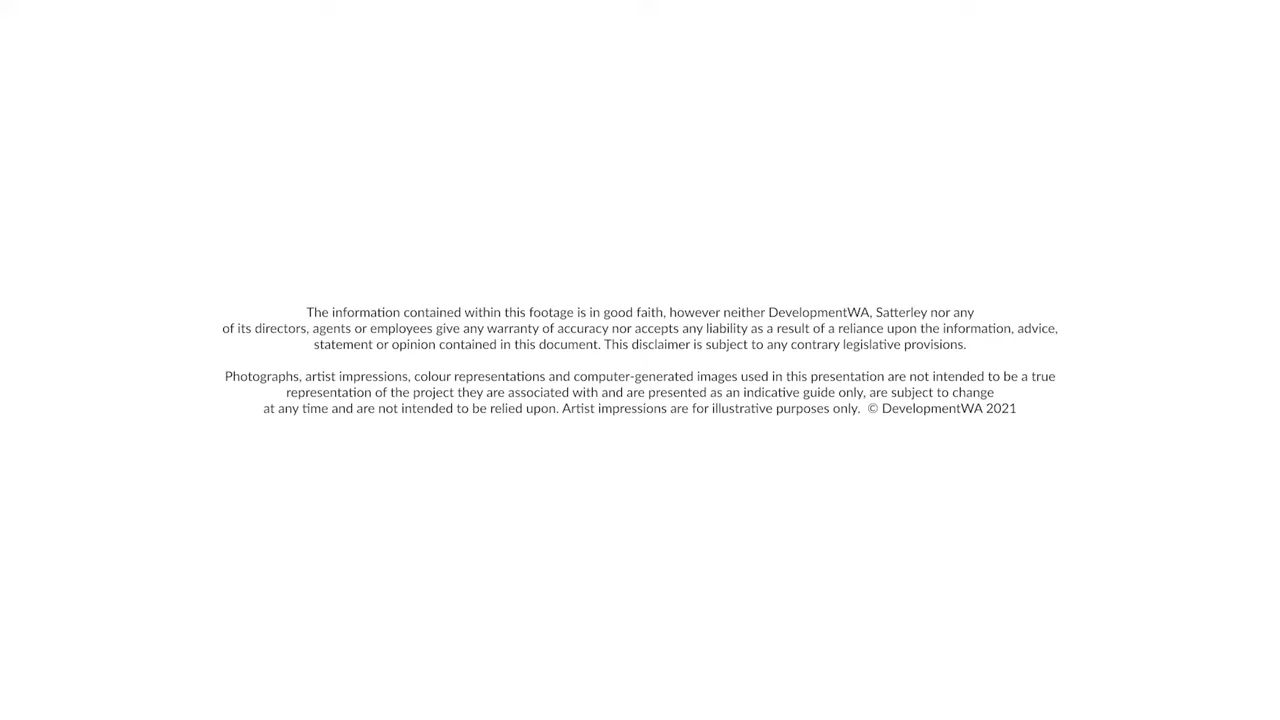 The information contained within this footage is in good faith, however neither DevelopmentWA, Satterley nor any
of its directors, agents or employees give any warranty of accuracy nor accepts any liability as a result of a reliance upon the information, advice,
statement or opinion contained in this document. This disclaimer is subject to any contrary legislative provisions.
Photographs, artist impressions, colour representations and computer-generated images used in this presentation are not intended to be a true
representation of the project they are associated with and are presented as an indicative guide only, are subject to change
at any time and are not intended to be relied upon. Artist impressions are for illustrative purposes only. © DevelopmentWA 2021